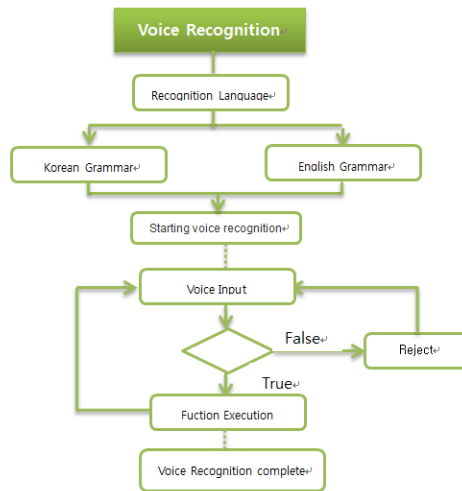 Voice Recognition
Recognition Language
Korean Grammar
English Grammar
Starting voice recognition
Voice Input
False
Reject
True
Fuction Execution
Voice Recognition complete